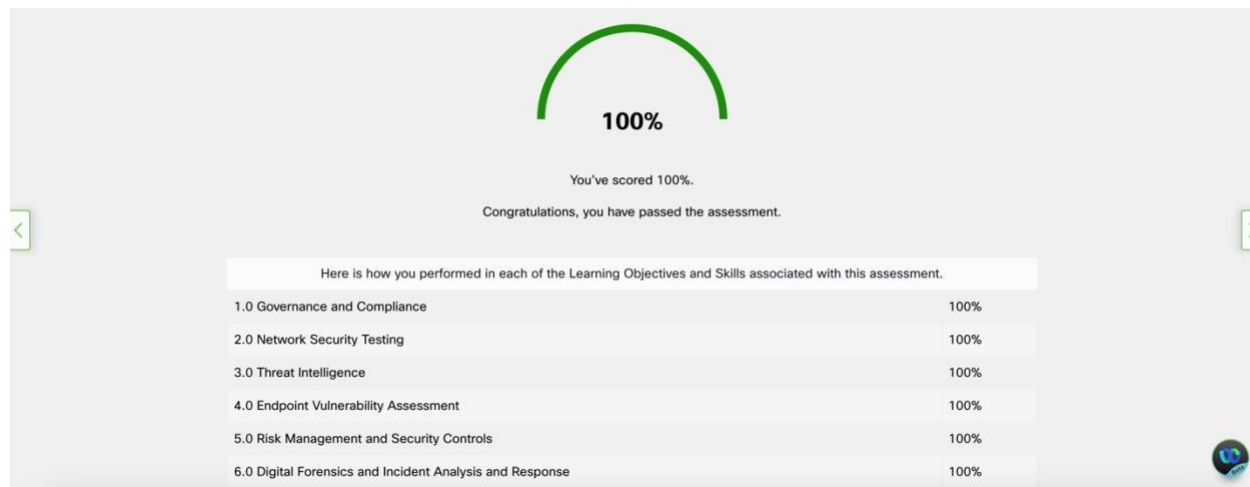 100%
You've scored 100%.
Congratulations, you have passed the assessment.
Here is how you performed in each of the Learning Objectives and Skills associated with this assessment.
1.0 Governance and Compliance 100%
2.0 Network Security Testing 100%
3.0 Threat Intelligence 100%
4.0 Endpoint Vulnerability Assessment 100%
5.0 Risk Management and Security Controls 100%
6.0 Digital Forensics and Incident Analysis and Response 100%
Beta